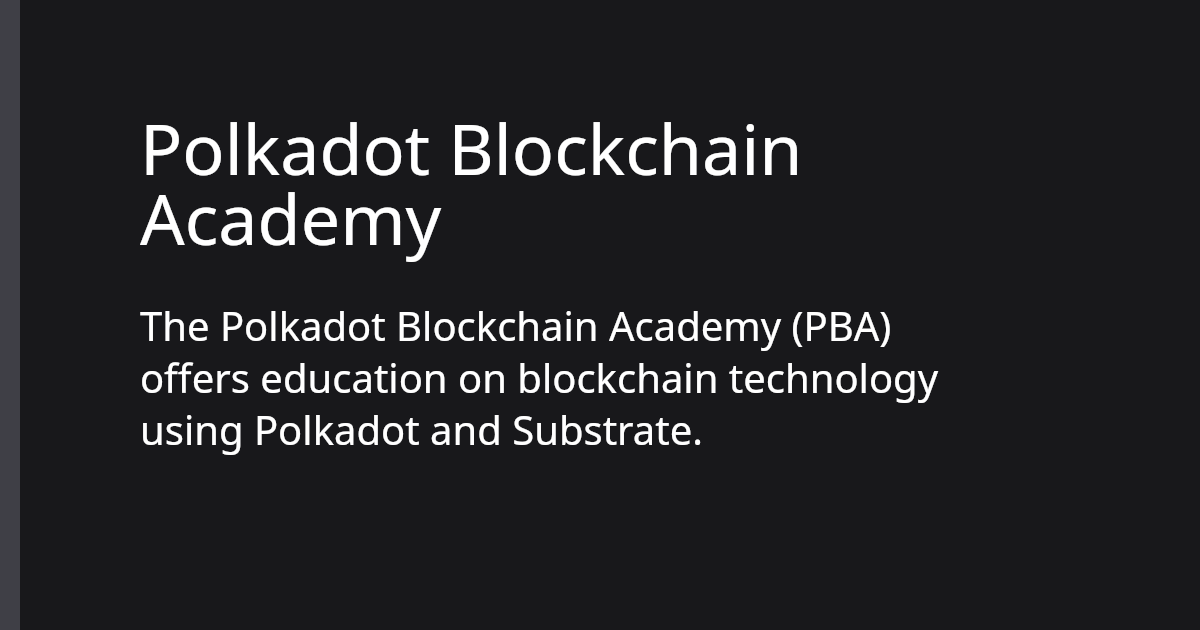 Polkadot Blockchain
Academy
The Polkadot Blockchain Academy (PBA)
offers education on blockchain technology
using Polkadot and Substrate.